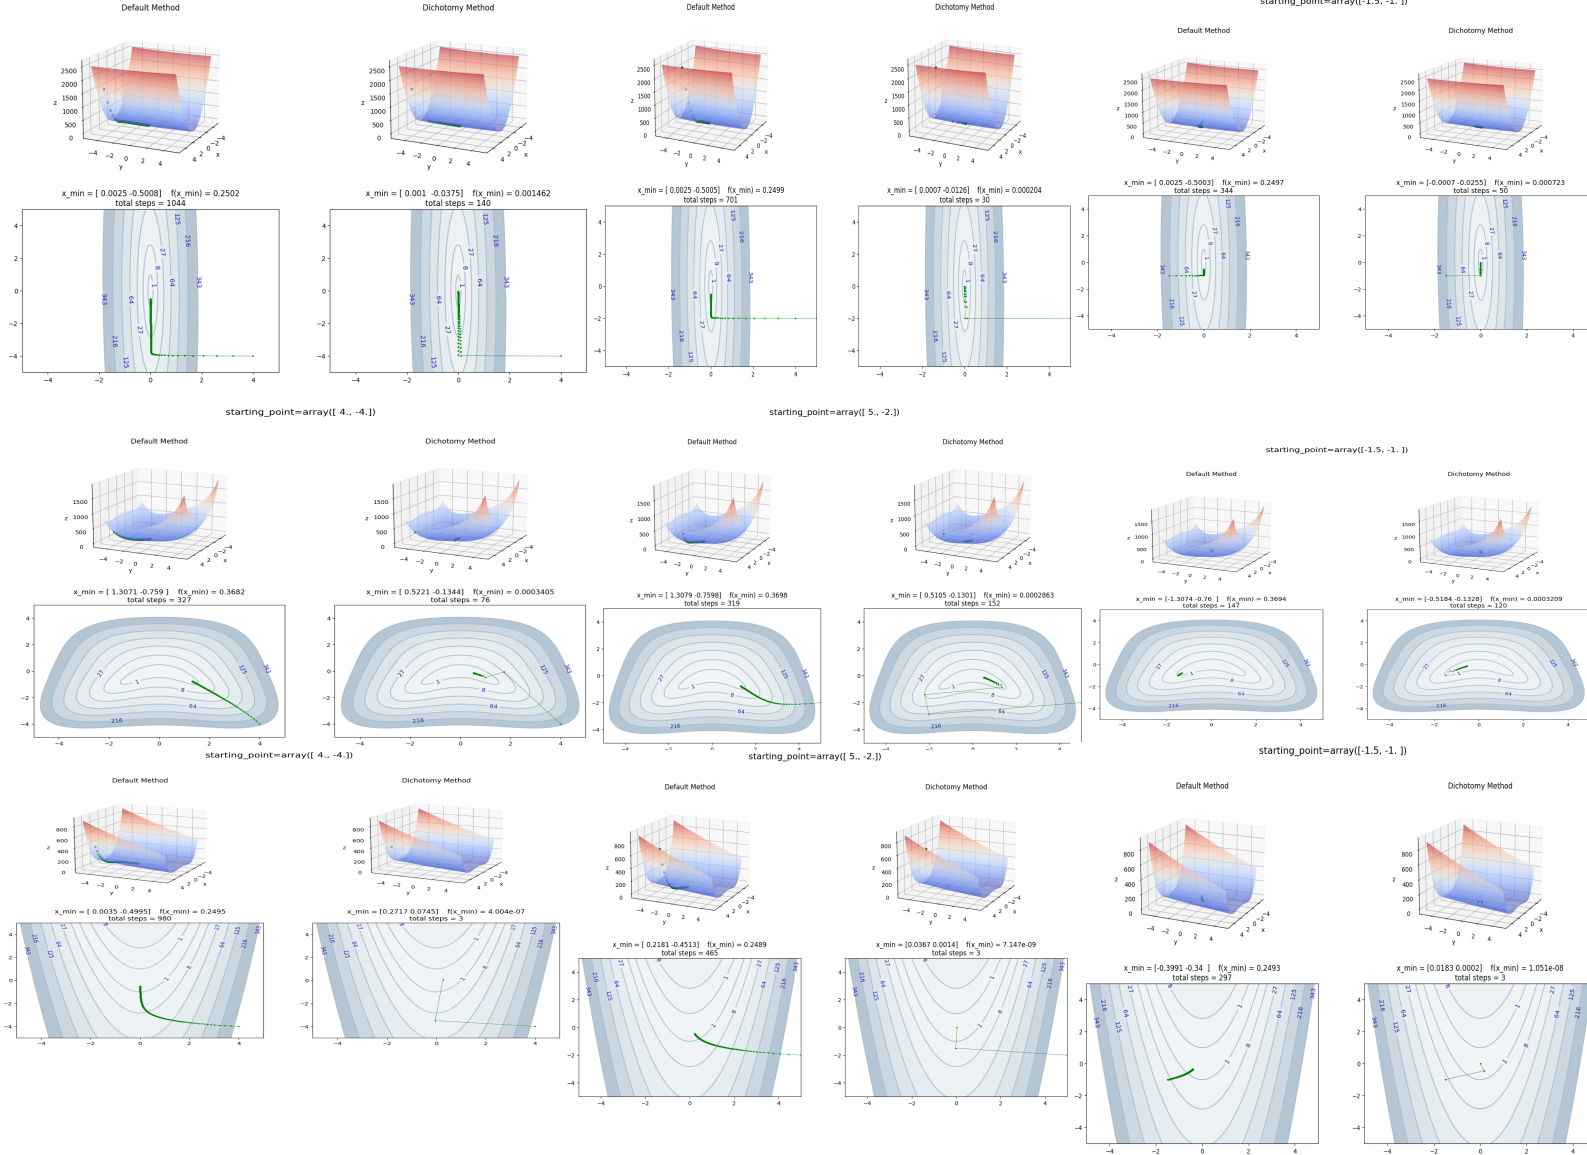 starting_point=array([-1.5, -1. ])
Default Method
Dichotomy Method
Default Method
Dichotomy Method
Default Method
Dichotomy Method
x_min = [ 0.0025 -0.5008] f(x_min) = 0.2502
total steps = 1044
x_min = [ 0.001 -0.0375] f(x_min) = 0.001462
total steps = 140
x_min = [ 0.0025 -0.5005] f(x_min) = 0.2499
total steps = 701
x_min = [ 0.0007 -0.0126] f(x_min) = 0.000204
total steps = 30
x_min = [ 0.0025 -0.5003] f(x_min) = 0.2497
total steps = 344
x_min = [-0.0007 -0.0255] f(x_min) = 0.000723
total steps = 50
starting_point=array([ 4., -4.])
starting_point=array([ 5., -2.])
starting_point=array([-1.5, -1. ])
Default Method
Dichotomy Method
Default Method
Dichotomy Method
Default Method
Dichotomy Method
x_min = [ 1.3071 -0.759 ] f(x_min) = 0.3682
total steps = 327
x_min = [ 0.5221 -0.1344] f(x_min) = 0.0003405
total steps = 76
x_min = [ 1.3079 -0.7598] f(x_min) = 0.3698
total steps = 319
x_min = [ 0.5105 -0.1301] f(x_min) = 0.0002863
total steps = 152
x_min = [-1.3074 -0.76 ] f(x_min) = 0.3694
total steps = 147
x_min = [-0.5184 -0.1328] f(x_min) = 0.0003209
total steps = 120
starting_point=array([ 4., -4.])
starting_point=array([ 5., -2.])
starting_point=array([-1.5, -1. ])
Default Method
Dichotomy Method
Default Method
Dichotomy Method
Default Method
Dichotomy Method
x_min = [ 0.0035 -0.4995] f(x_min) = 0.2495
total steps = 980
x_min = [0.2717 0.0745] f(x_min) = 4.004e-07
total steps = 3
x_min = [ 0.2181 -0.4513] f(x_min) = 0.2489
total steps = 465
x_min = [0.0367 0.0014] f(x_min) = 7.147e-09
total steps = 3
x_min = [-0.3991 -0.34 ] f(x_min) = 0.2493
total steps = 297
x_min = [0.0183 0.0002] f(x_min) = 1.051e-08
total steps = 3